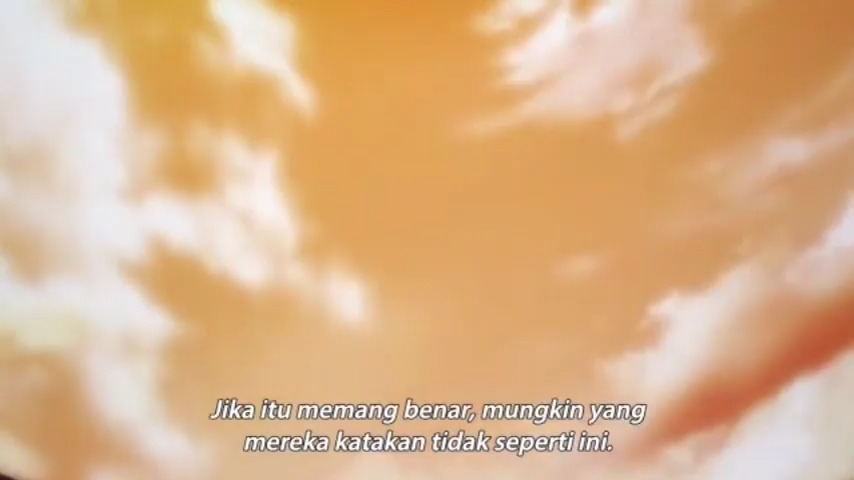 Jika itu memang benar, mungkin yang
mereka katakan tidak seperti ini.